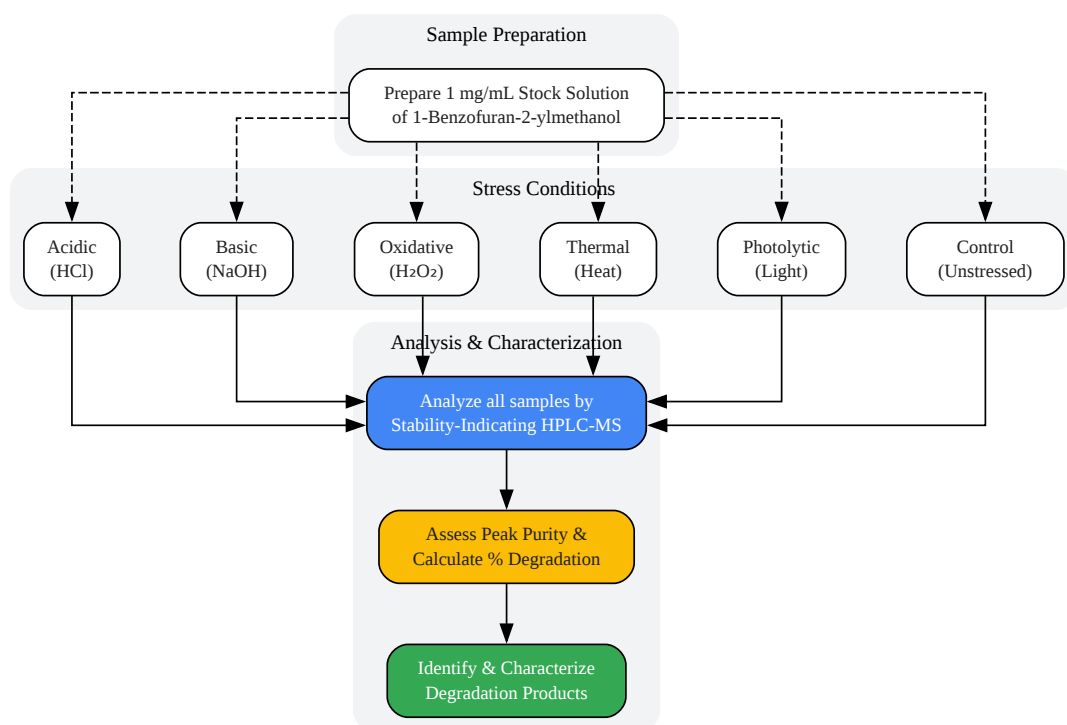 Sample Preparation
Prepare 1 mg/mL Stock Solution
of 1-Benzofuran-2-ylmethanol
Stress Conditions
Acidic
(HCl)
Basic
(NaOH)
Oxidative
(H₂O₂)
Thermal
(Heat)
Photolytic
(Light)
Control
(Unstressed)
Analysis & Characterization
Analyze all samples by
Stability-Indicating HPLC-MS
Assess Peak Purity &
Calculate % Degradation
Identify & Characterize
Degradation Products